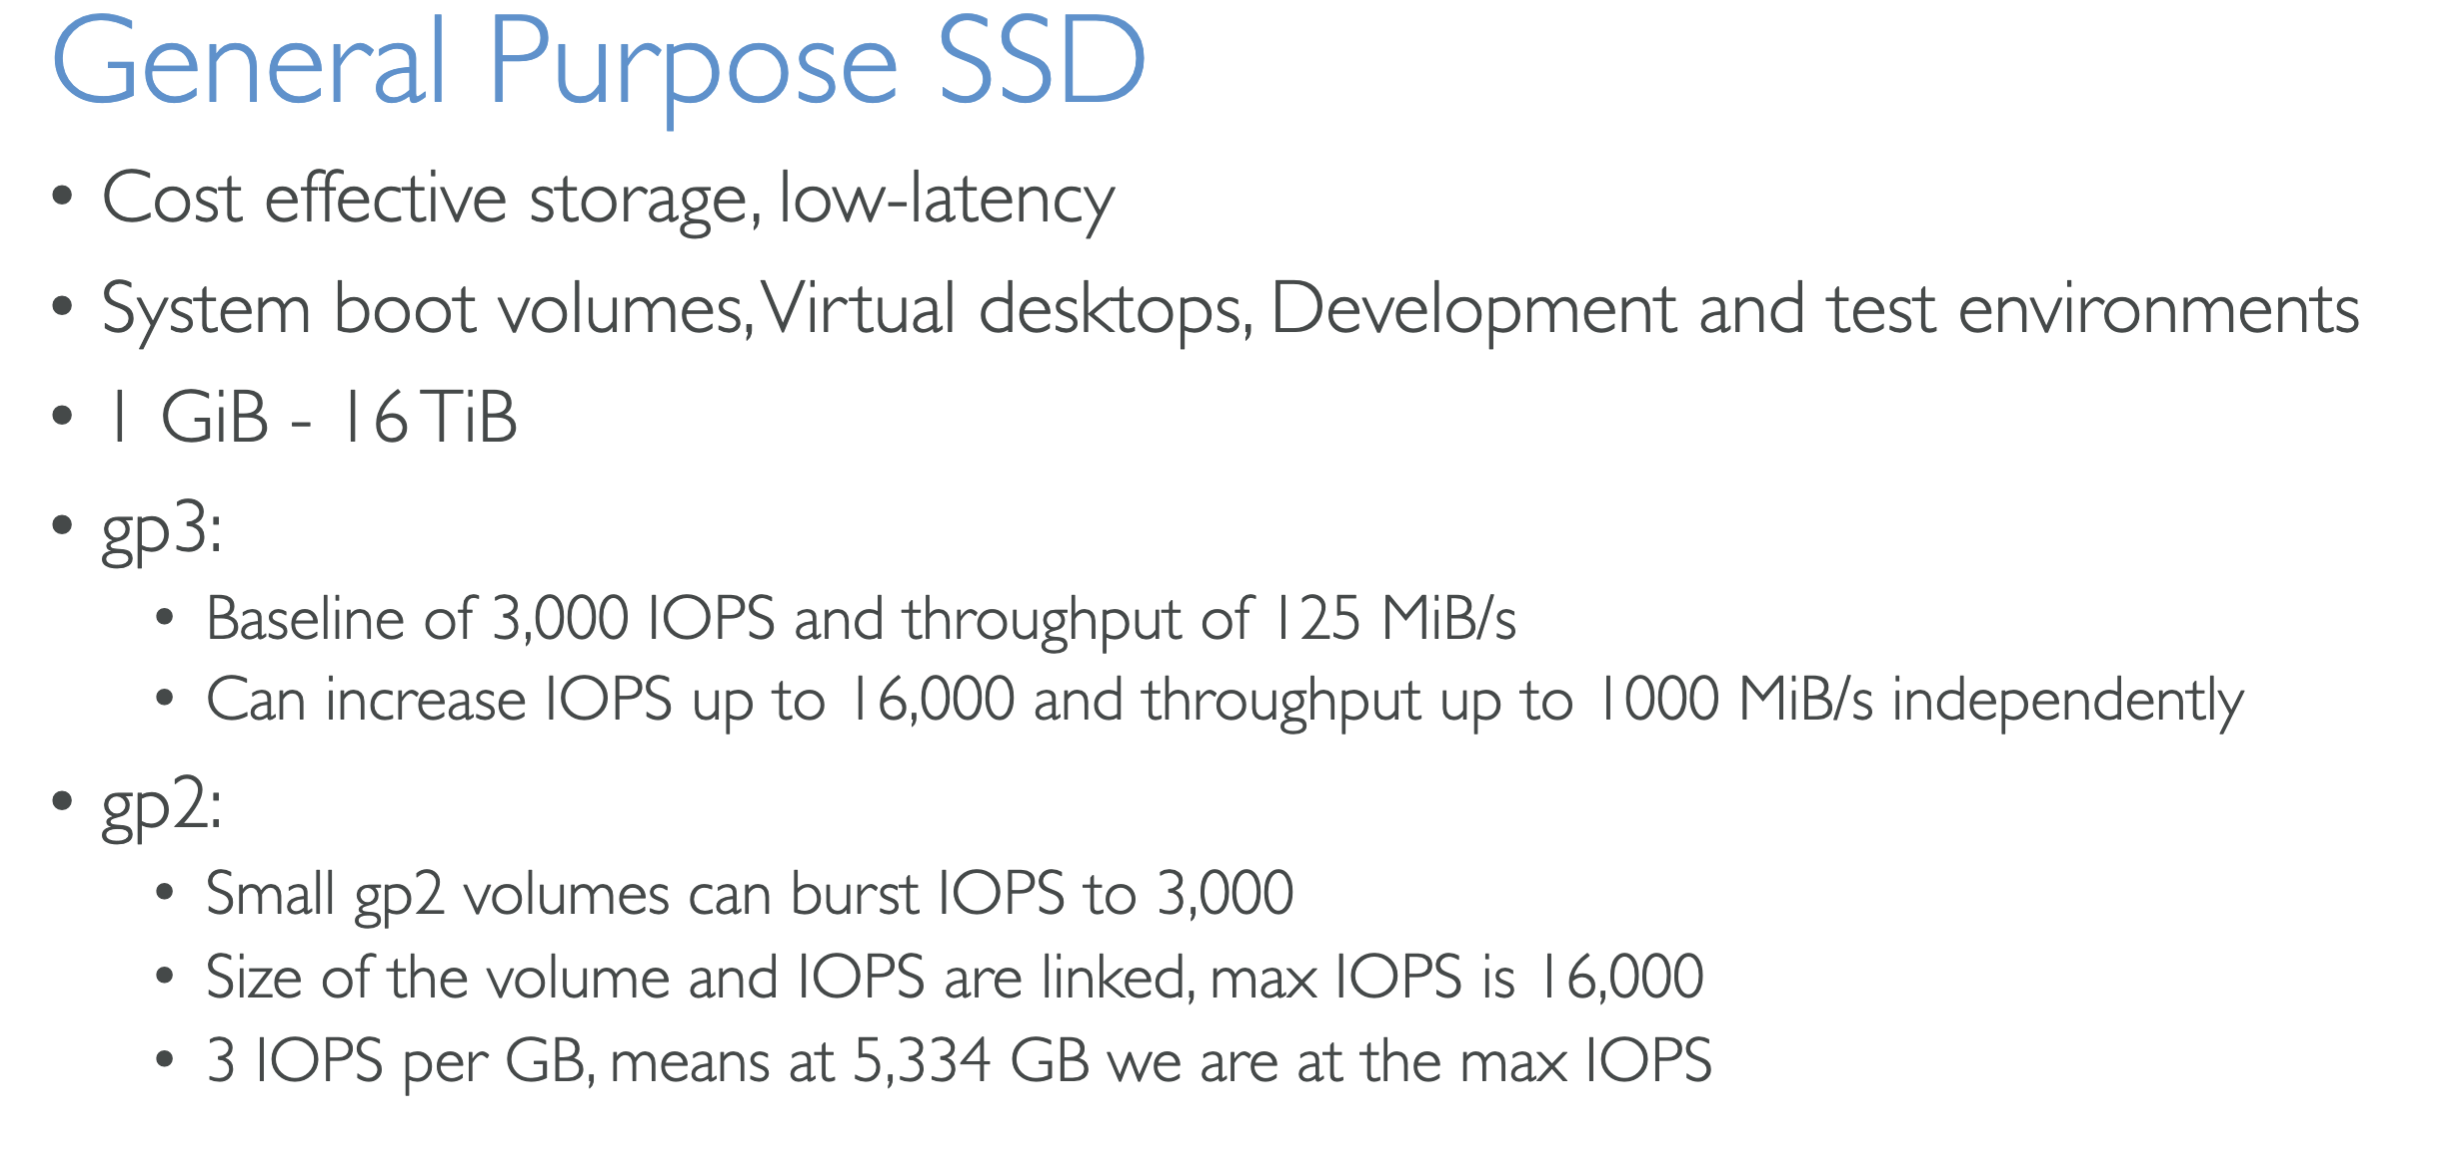 General Purpose SSD
• Cost effective storage, low-latency
• System boot volumes, Virtual desktops, Development and test environments
• 1 GiB - 16 TiB
• gp3:
• Baseline of 3,000 IOPS and throughput of 125 MiB/s
• Can increase IOPS up to 16,000 and throughput up to 1000 MiB/s independently
• gp2:
• Small gp2 volumes can burst IOPS to 3,000
• Size of the volume and IOPS are linked, max IOPS is 16,000
• 3 IOPS per GB, means at 5,334 GB we are at the max IOPS